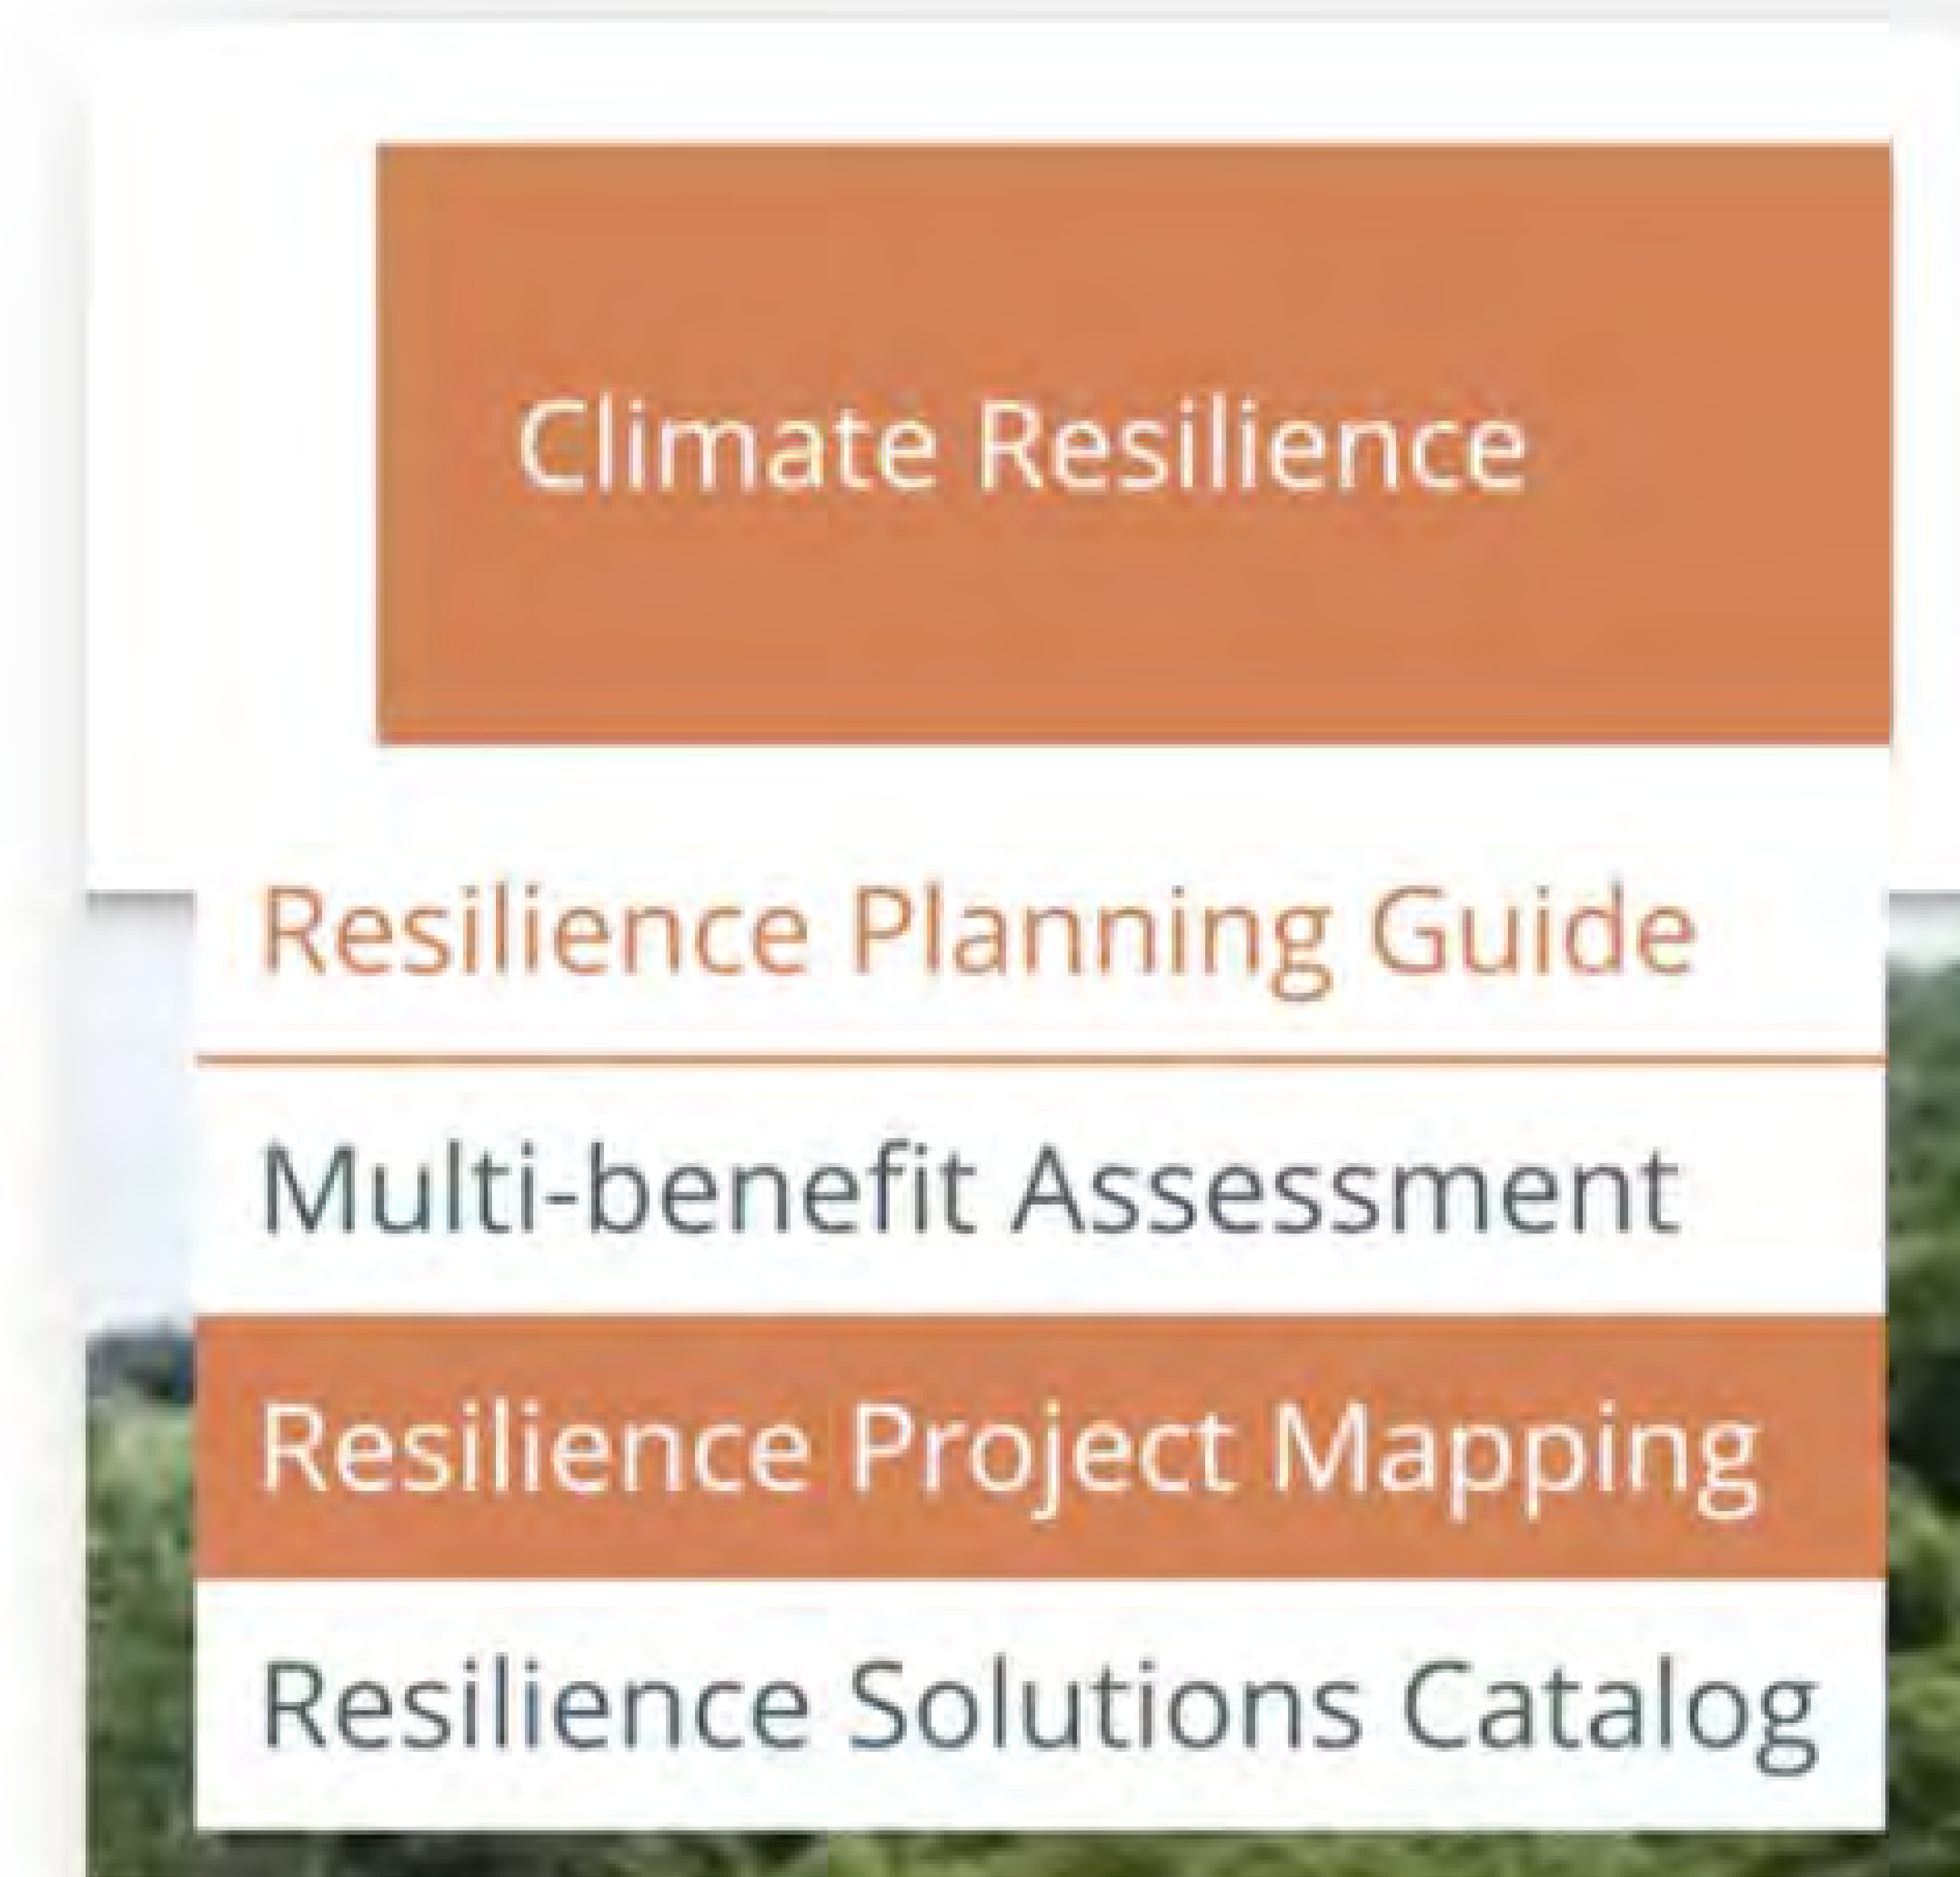 Climate Resilience
Resilience Planning Guide
Multi-benefit Assessment
Resilience Project Mapping
Resilience Solutions Catalog